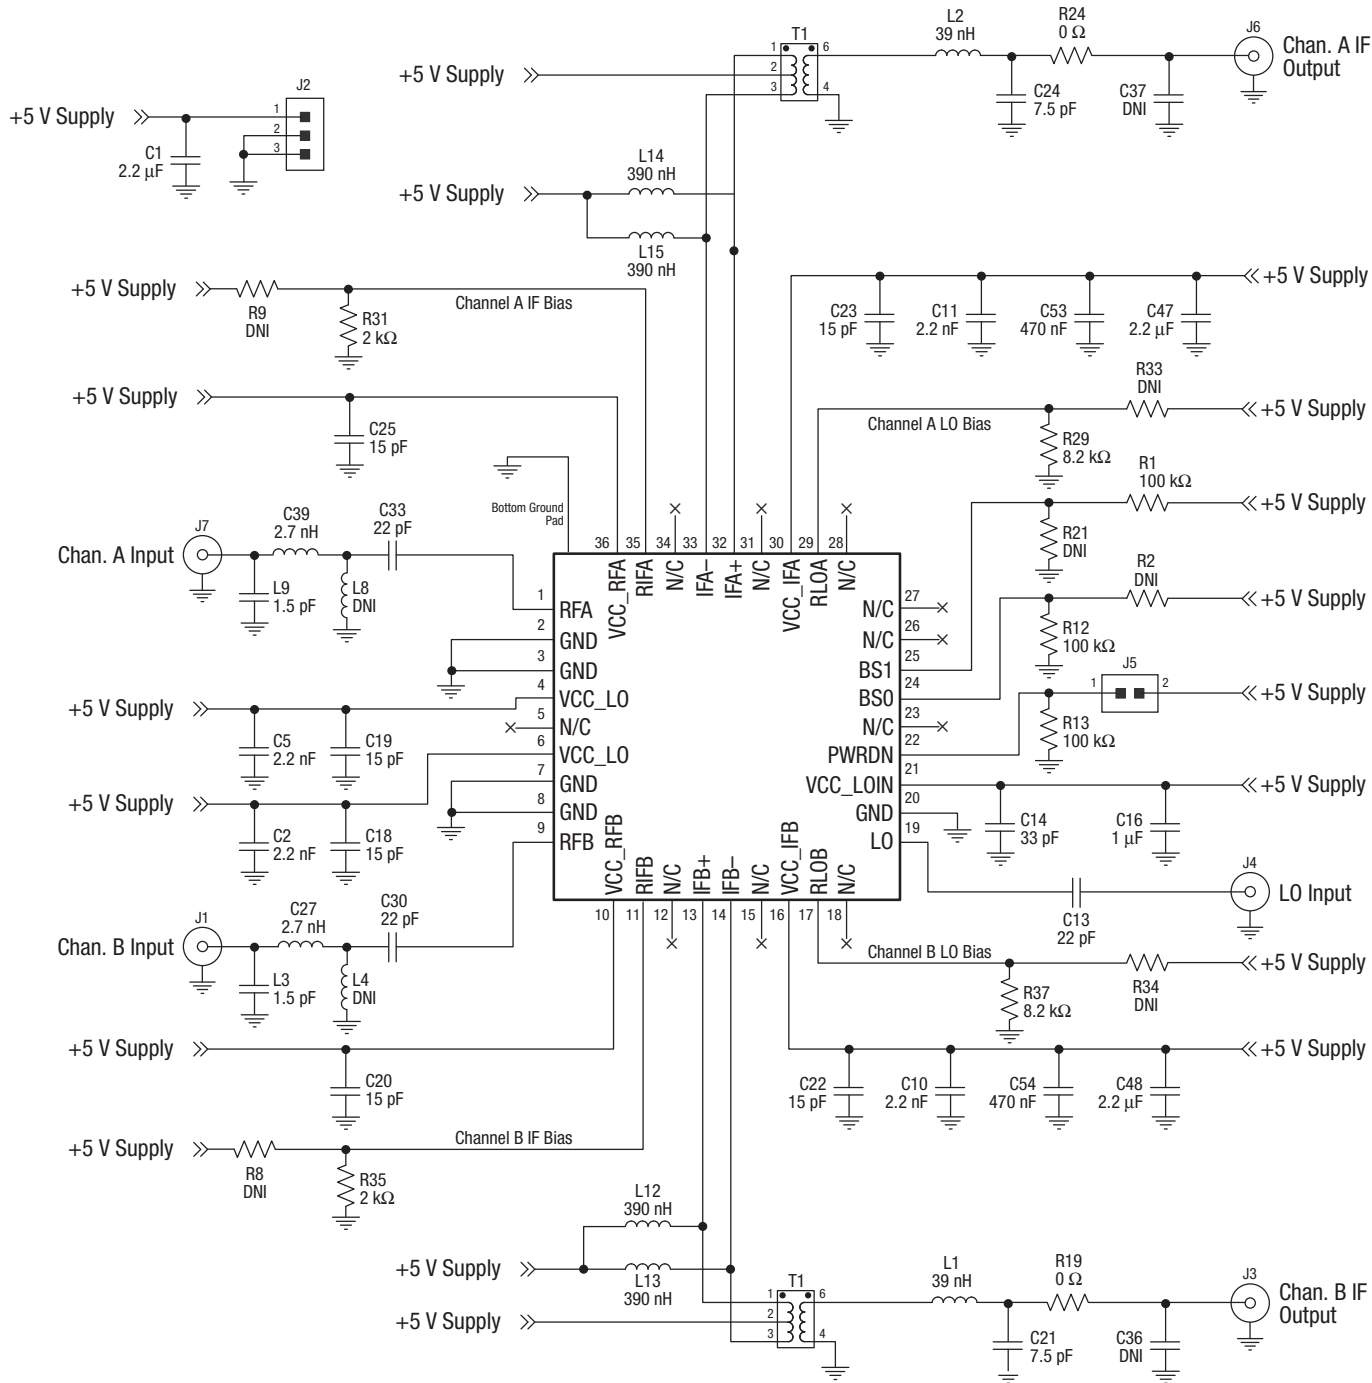 L2
39 nH
R24
0 Ω
J6
Chan. A IF
Output
T1
1
2
3
6
4
+5 V Supply
C24
7.5 pF
C37
DNI
J2
+5 V Supply
1
2
3
C1
2.2 µF
L14
390 nH
+5 V Supply
L15
390 nH
+5 V Supply
R9
DNI
Channel A IF Bias
R31
2 kΩ
+5 V Supply
C23
15 pF
C11
2.2 nF
C53
470 nF
C47
2.2 µF
R33
DNI
+5 V Supply
Channel A LO Bias
R29
8.2 kΩ
+5 V Supply
C25
15 pF
R1
100 kΩ
+5 V Supply
R21
DNI
R2
DNI
+5 V Supply
R12
100 kΩ
Bottom Ground
Pad
J7
Chan. A Input
C39
2.7 nH
C33
22 pF
L9
1.5 pF
L8
DNI
36
35
34
33
32
31
30
29
28
VCC_RFA
RIFA
N/C
IFA–
IFA+
N/C
VCC_IFA
RLOA
N/C
1
RFA
2
GND
3
GND
4
VCC_LO
5
N/C
6
VCC_LO
7
GND
8
GND
9
RFB
27
N/C
26
N/C
25
BS1
24
BS0
23
N/C
22
PWRDN
21
VCC_LOIN
20
GND
19
LO
VCC_RFB
RIFB
N/C
IFB+
IFB–
N/C
VCC_IFB
RLOB
N/C
10
11
12
13
14
15
16
17
18
J5
1
2
+5 V Supply
R13
100 kΩ
+5 V Supply
C5
2.2 nF
C19
15 pF
+5 V Supply
C14
33 pF
C16
1 µF
+5 V Supply
C2
2.2 nF
C18
15 pF
J4
LO Input
C13
22 pF
J1
Chan. B Input
C27
2.7 nH
C30
22 pF
L3
1.5 pF
L4
DNI
Channel B LO Bias
+5 V Supply
R37
8.2 kΩ
R34
DNI
+5 V Supply
C20
15 pF
+5 V Supply
C22
15 pF
C10
2.2 nF
C54
470 nF
C48
2.2 µF
+5 V Supply
R8
DNI
Channel B IF Bias
R35
2 kΩ
L12
390 nH
+5 V Supply
L13
390 nH
+5 V Supply
T1
1
2
3
6
4
L1
39 nH
R19
0 Ω
J3
Chan. B IF
Output
C21
7.5 pF
C36
DNI